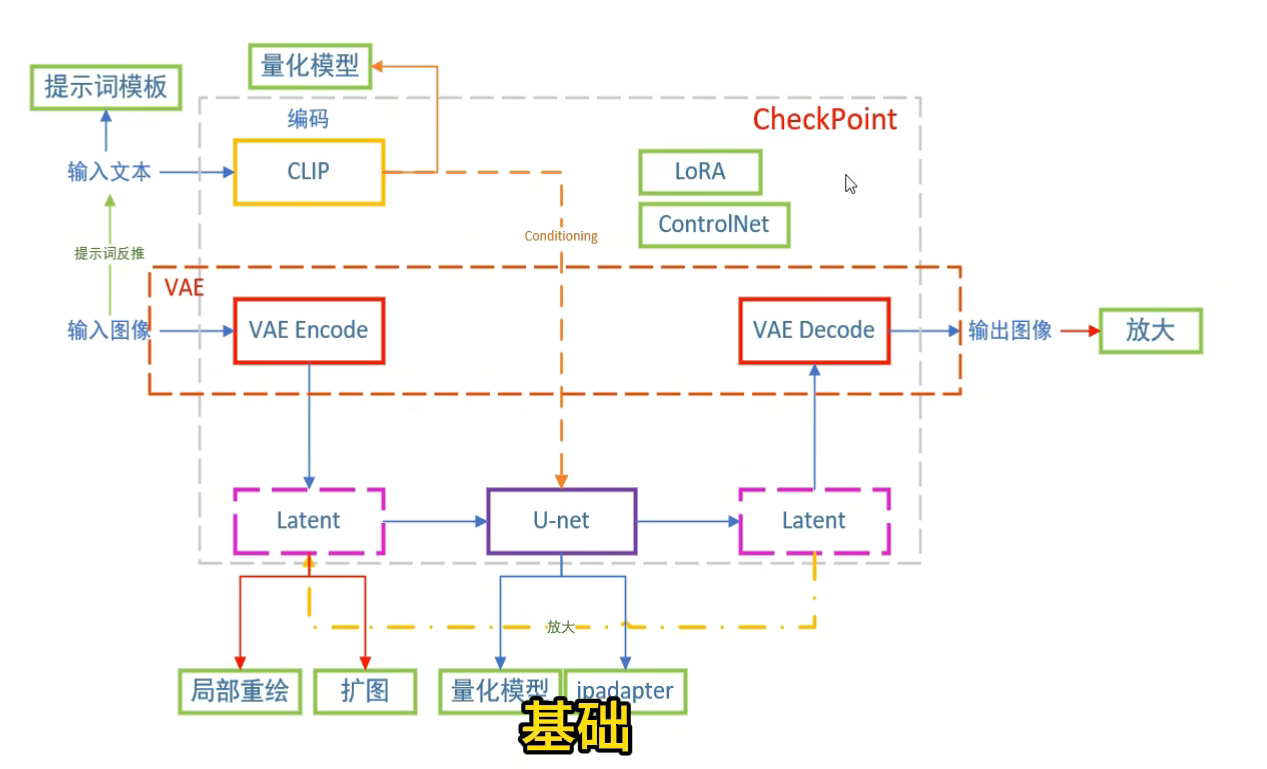 量化模型
提示词模板
编码
CheckPoint
输入文本
CLIP
LoRA
ControlNet
Conditioning
提示词反推
VAE
输入图像
VAE Encode
VAE Decode
输出图像
放大
Latent
U-net
Latent
放大
局部重绘
扩图
量化模型
ipadapter
基础